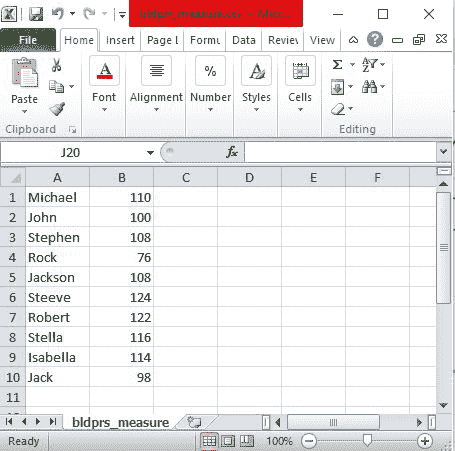 bldprs_measure
File Home Insert Page L Formu Data Review View
Paste
Font
Alignment
Number
Styles
Cells
Clipboard
Editing
J20 fx
A B C D E F
1 Michael 110
2 John 100
3 Stephen 108
4 Rock 76
5 Jackson 108
6 Steeve 124
7 Robert 122
8 Stella 116
9 Isabella 114
10 Jack 98
11
bldprs_measure
Ready 100%